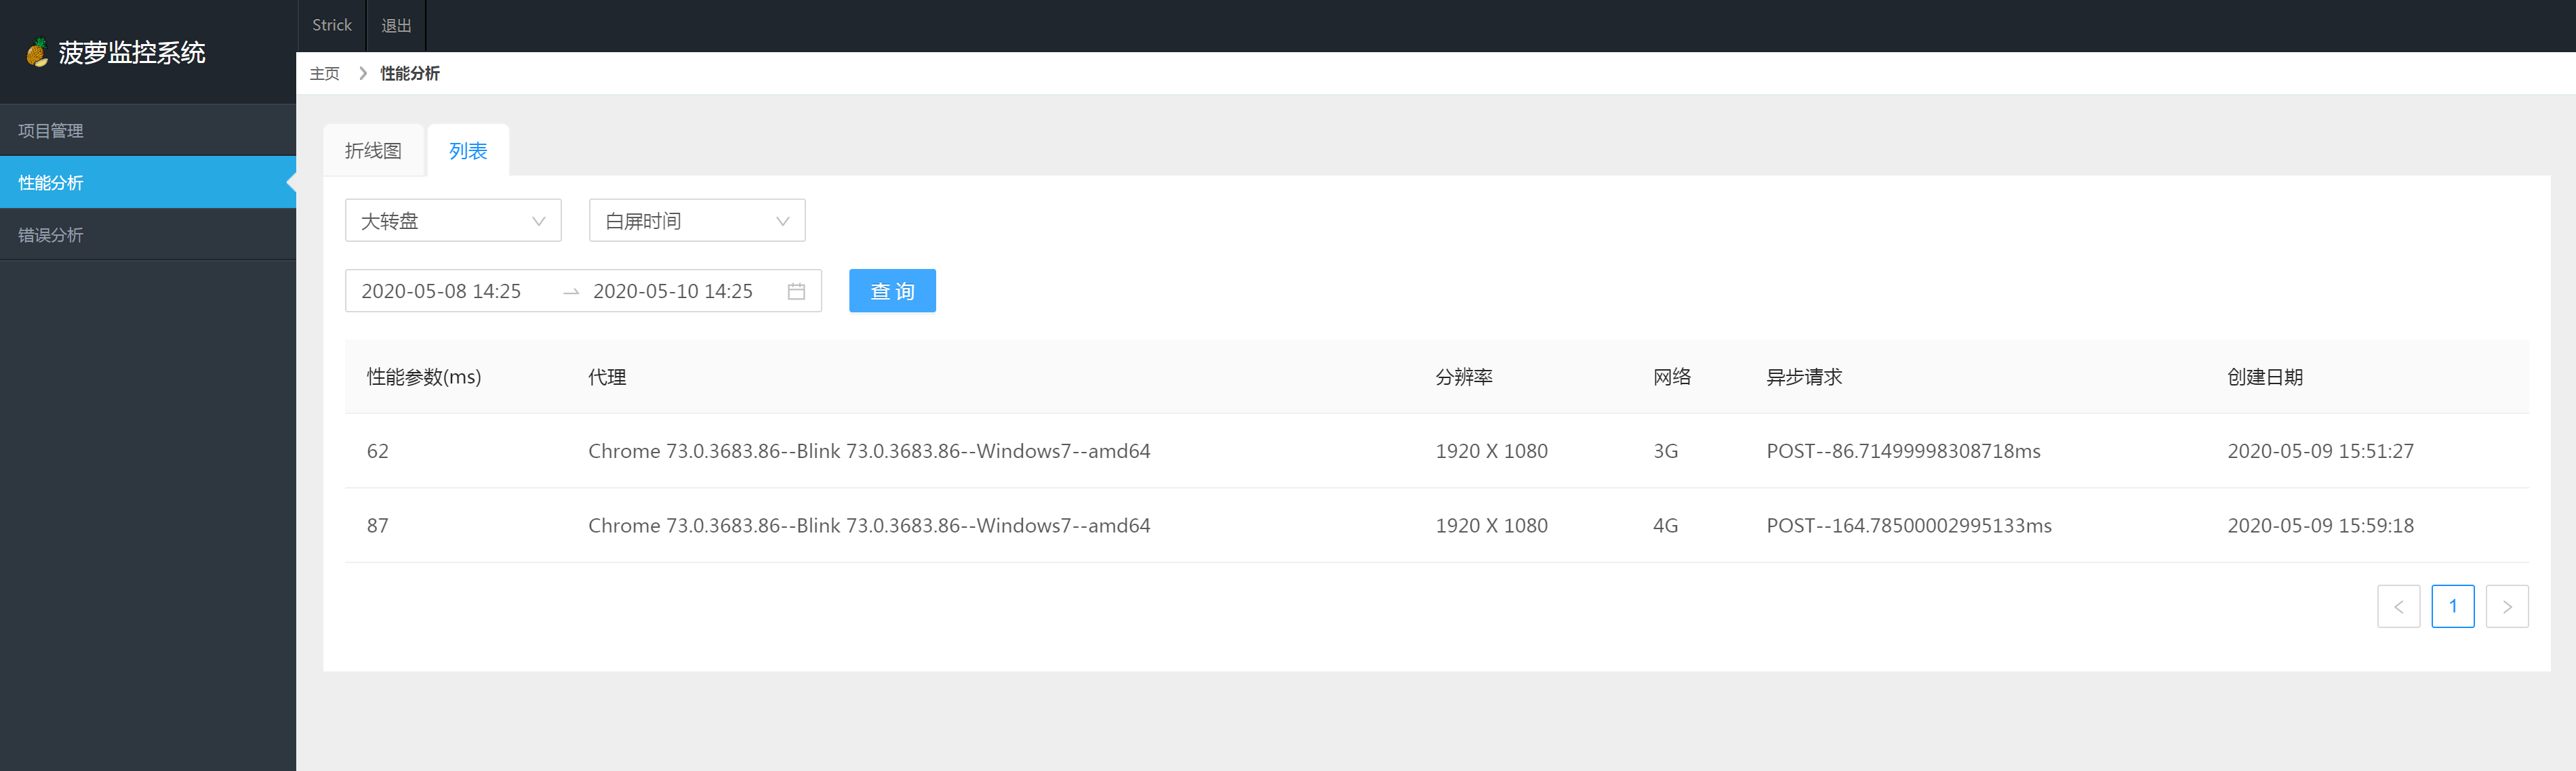 Strick 退出
菠萝监控系统
主页 性能分析
项目管理
性能分析
错误分析
折线图 列表
大转盘 白屏时间
2020-05-08 14:25 2020-05-10 14:25 查 询
性能参数(ms) 代理 分辨率 网络 异步请求 创建日期
62 Chrome 73.0.3683.86--Blink 73.0.3683.86--Windows7--amd64 1920 X 1080 3G POST--86.71499998308718ms 2020-05-09 15:51:27
87 Chrome 73.0.3683.86--Blink 73.0.3683.86--Windows7--amd64 1920 X 1080 4G POST--164.78500002995133ms 2020-05-09 15:59:18
1